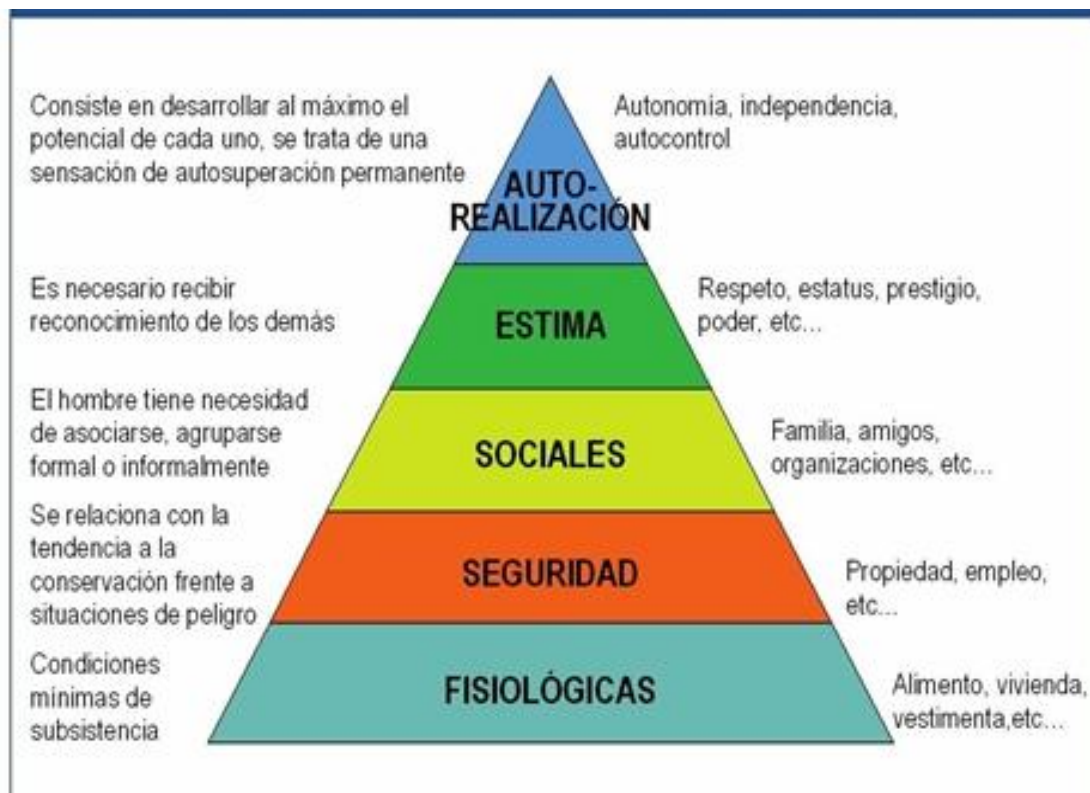 Consiste en desarrollar al máximo el
potencial de cada uno, se trata de una
sensación de autosuperación permanente
AUTO-
REALIZACIÓN
Autonomía, independencia,
autocontrol
Es necesario recibir
reconocimiento de los demás
ESTIMA
Respeto, estatus, prestigio,
poder, etc...
El hombre tiene necesidad
de asociarse, agruparse
formal o informalmente
SOCIALES
Familia, amigos,
organizaciones, etc...
Se relaciona con la
tendencia a la
conservación frente a
situaciones de peligro
SEGURIDAD
Propiedad, empleo,
etc...
Condiciones
mínimas de
subsistencia
FISIOLÓGICAS
Alimento, vivienda,
vestimenta,etc...